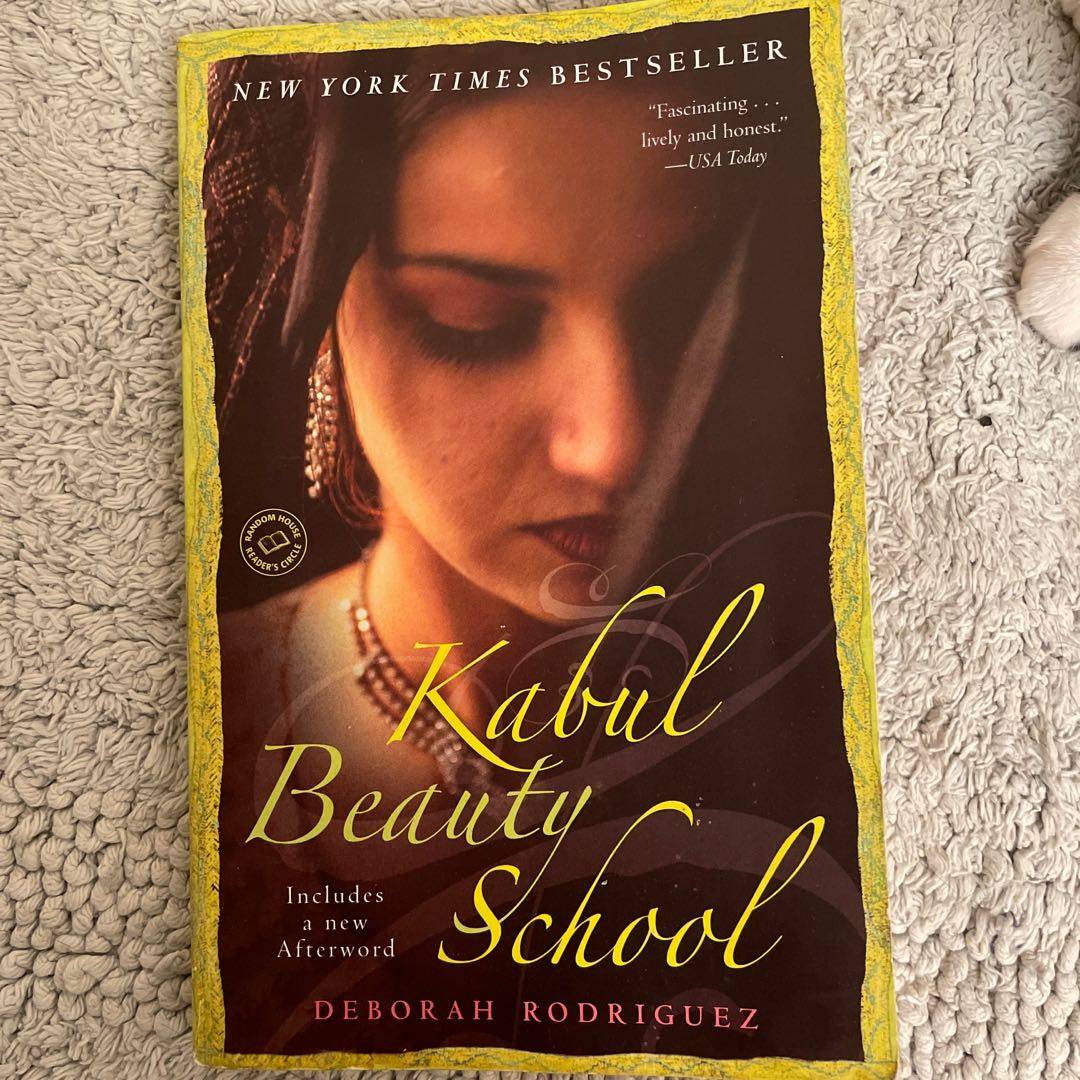 NEW YORK TIMES BESTSELLER
“Fascinating . . .
lively and honest.”
—USA Today
RANDOM HOUSE
READER'S CIRCLE
Kabul
Beauty
School
Includes
a new
Afterword
DEBORAH RODRIGUEZ